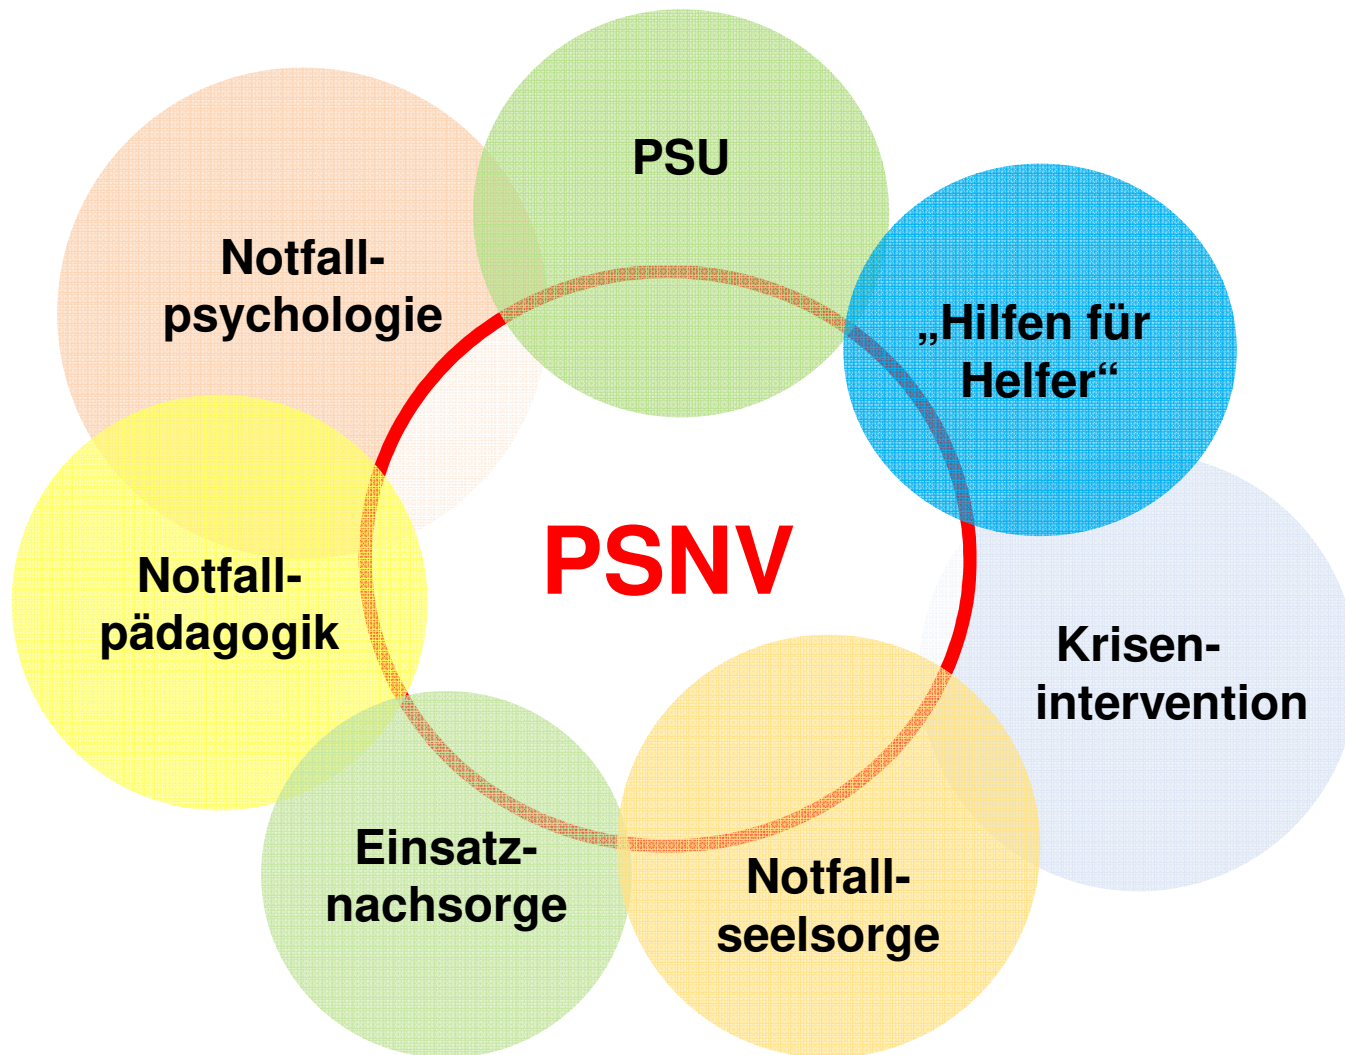 PSU
Notfall-
psychologie
„Hilfen für
Helfer“
PSNV
Notfall-
pädagogik
Krisen-
intervention
Einsatz-
nachsorge
Notfall-
seelsorge